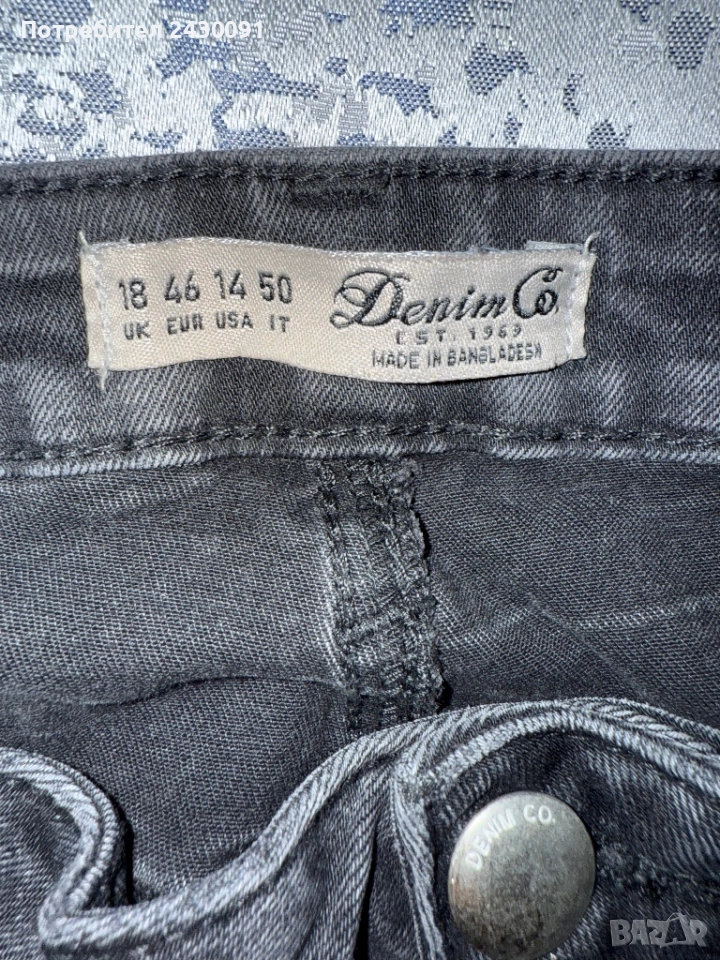 Потребител 2430091
18 46 14 50
UK EUR USA IT
Denim Co.
EST. 1969
MADE IN BANGLADESH
DENIM CO.
BAZAR